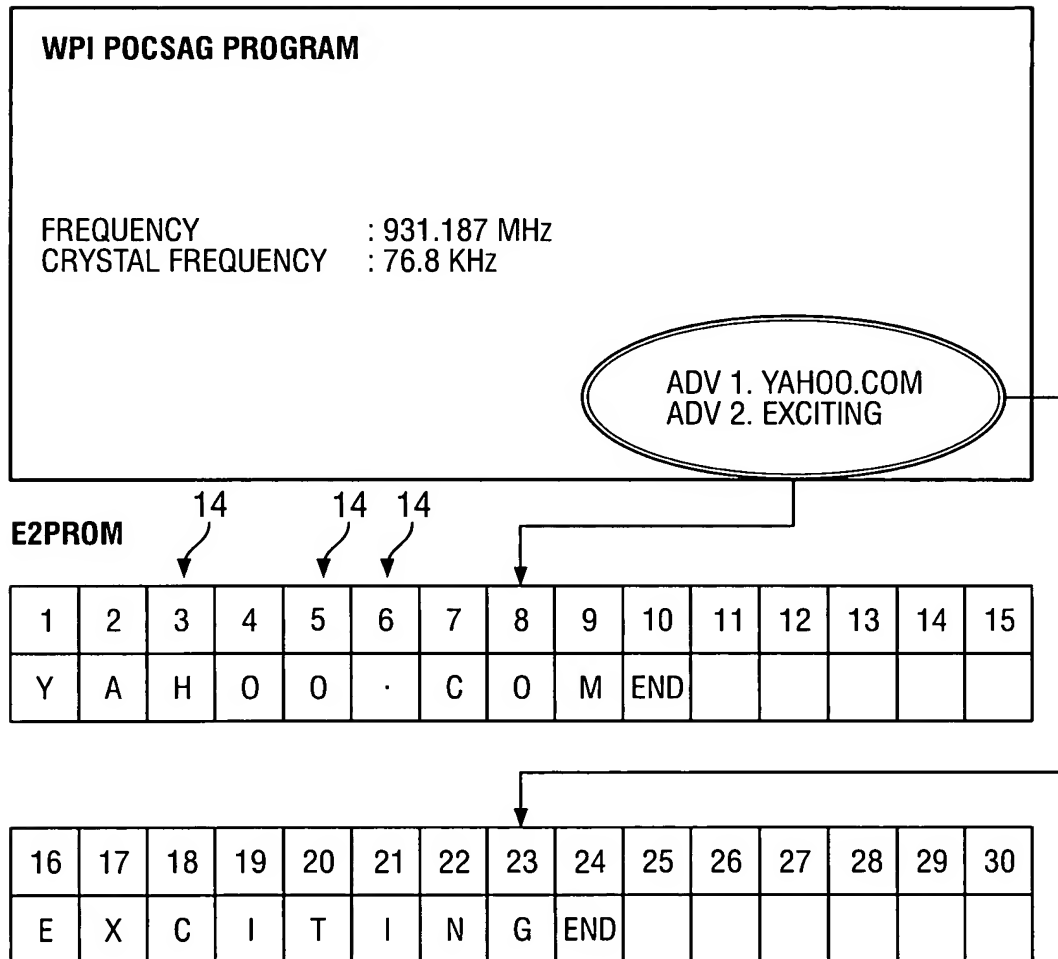 WPI POCSAG PROGRAM
FREQUENCY : 931.187 MHz
CRYSTAL FREQUENCY : 76.8 KHz
ADV 1. YAHOO.COM
ADV 2. EXCITING
14 14 14
E2PROM
1 2 3 4 5 6 7 8 9 10 11 12 13 14 15
Y A H O O . C O M END
16 17 18 19 20 21 22 23 24 25 26 27 28 29 30
E X C I T I N G END